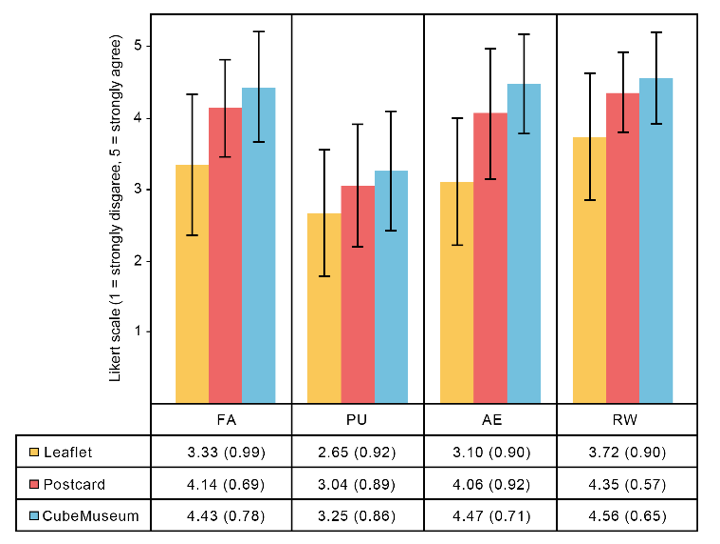 Likert scale (1 = strongly disgaree, 5 = strongly agree)
5
4
3
2
1
FA PU AE RW
Leaflet 3.33 (0.99) 2.65 (0.92) 3.10 (0.90) 3.72 (0.90)
Postcard 4.14 (0.69) 3.04 (0.89) 4.06 (0.92) 4.35 (0.57)
CubeMuseum 4.43 (0.78) 3.25 (0.86) 4.47 (0.71) 4.56 (0.65)